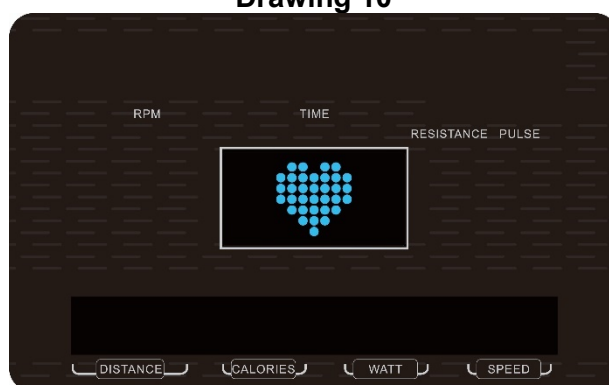 Drawing 10
RPM TIME
RESISTANCE PULSE
DISTANCE CALORIES WATT SPEED